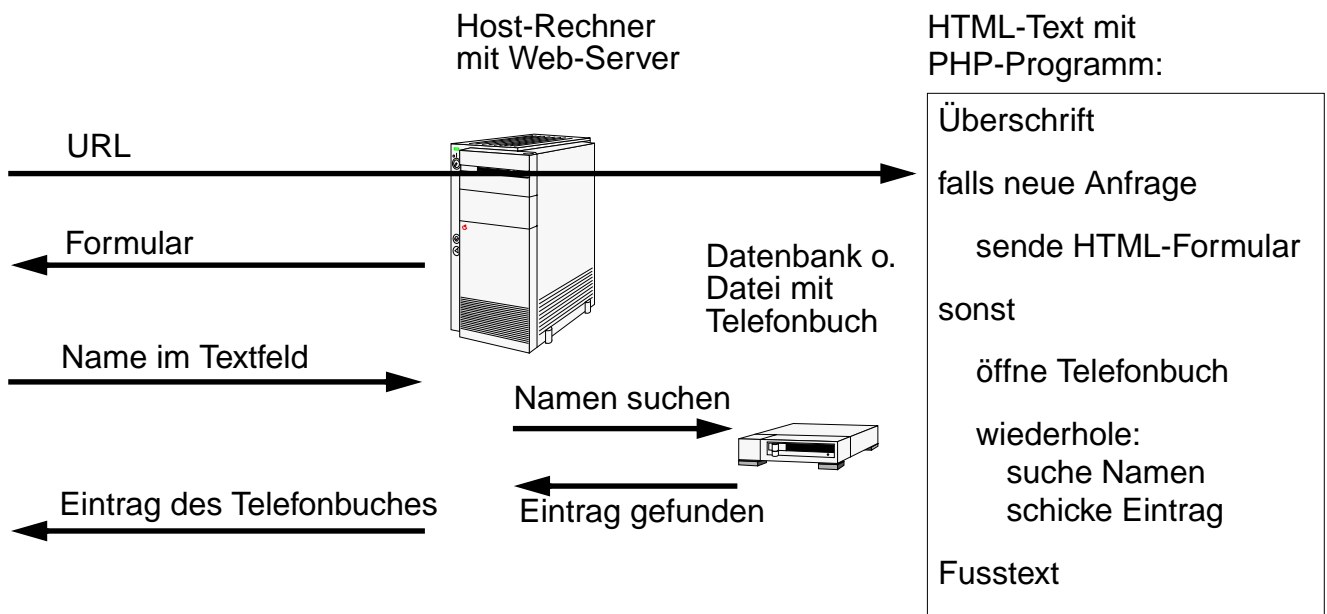 Host-Rechner
mit Web-Server
HTML-Text mit
PHP-Programm:
URL
Formular
Name im Textfeld
Eintrag des Telefonbuches
Datenbank o.
Datei mit
Telefonbuch
Namen suchen
Eintrag gefunden
Überschrift
falls neue Anfrage
sende HTML-Formular
sonst
öffne Telefonbuch
wiederhole:
suche Namen
schicke Eintrag
Fusstext